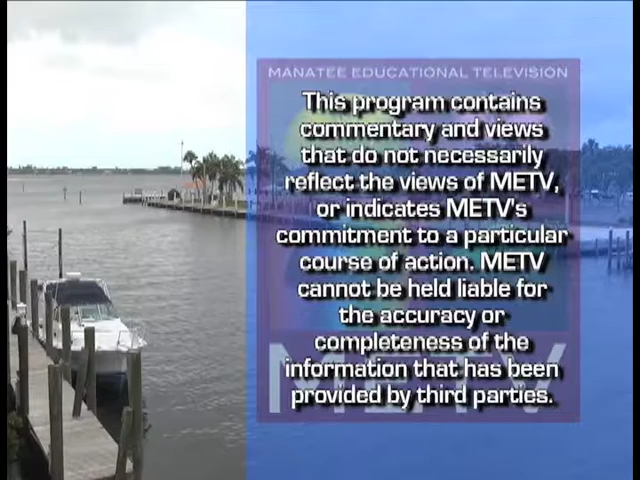 MANATEE EDUCATIONAL TELEVISION
This program contains
commentary and views
that do not necessarily
reflect the views of METV,
or indicates METV's
commitment to a particular
course of action. METV
cannot be held liable for
the accuracy or
completeness of the
information that has been
provided by third parties.
METV